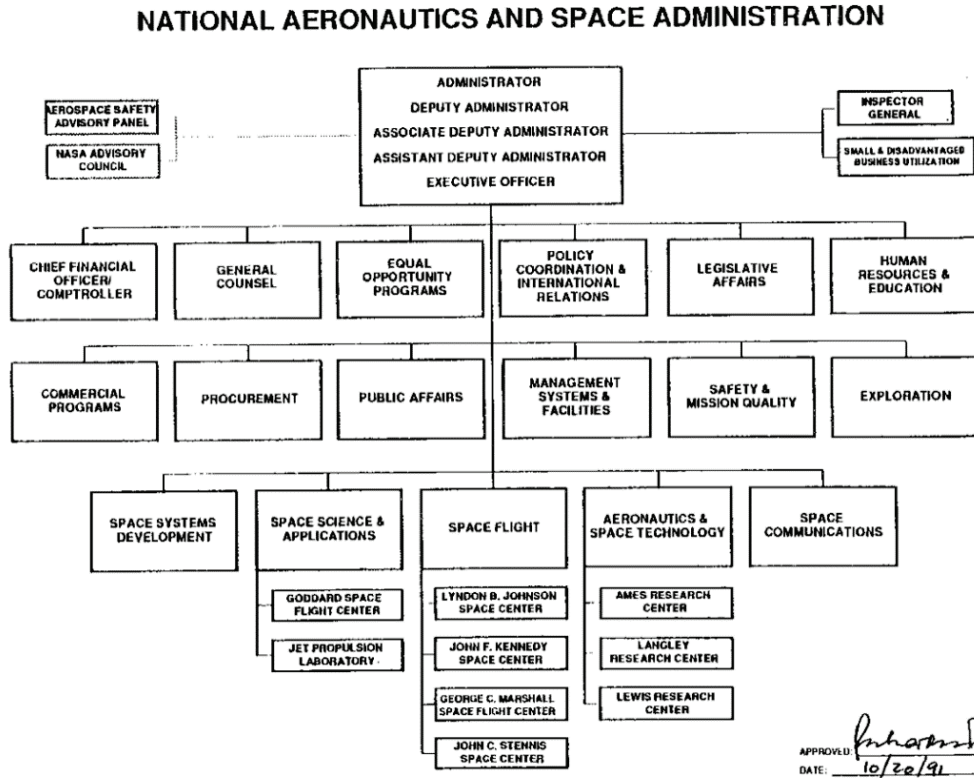 NATIONAL AERONAUTICS AND SPACE ADMINISTRATION
ADMINISTRATOR
DEPUTY ADMINISTRATOR
ASSOCIATE DEPUTY ADMINISTRATOR
ASSISTANT DEPUTY ADMINISTRATOR
EXECUTIVE OFFICER
AEROSPACE SAFETY
ADVISORY PANEL
NASA ADVISORY
COUNCIL
INSPECTOR
GENERAL
SMALL & DISADVANTAGED
BUSINESS UTILIZATION
CHIEF FINANCIAL
OFFICER/
COMPTROLLER
GENERAL
COUNSEL
EQUAL
OPPORTUNITY
PROGRAMS
POLICY
COORDINATION &
INTERNATIONAL
RELATIONS
LEGISLATIVE
AFFAIRS
HUMAN
RESOURCES &
EDUCATION
COMMERCIAL
PROGRAMS
PROCUREMENT
PUBLIC AFFAIRS
MANAGEMENT
SYSTEMS &
FACILITIES
SAFETY &
MISSION QUALITY
EXPLORATION
SPACE SYSTEMS
DEVELOPMENT
SPACE SCIENCE &
APPLICATIONS
SPACE FLIGHT
AERONAUTICS &
SPACE TECHNOLOGY
SPACE
COMMUNICATIONS
GODDARD SPACE
FLIGHT CENTER
JET PROPULSION
LABORATORY
LYNDON B. JOHNSON
SPACE CENTER
JOHN F. KENNEDY
SPACE CENTER
GEORGE C. MARSHALL
SPACE FLIGHT CENTER
JOHN C. STENNIS
SPACE CENTER
AMES RESEARCH
CENTER
LANGLEY
RESEARCH CENTER
LEWIS RESEARCH
CENTER
APPROVED:
DATE: 10/20/91